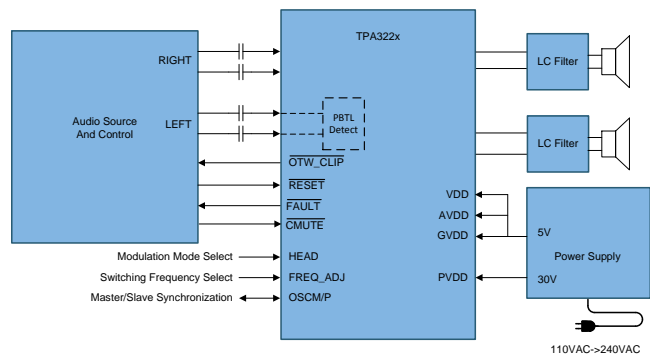 TPA322x
RIGHT
LC Filter
LEFT
PBTL
Detect
Audio Source
And Control
LC Filter
OTW_CLIP
RESET
VDD
FAULT
AVDD
CMUTE
GVDD
5V
Power Supply
Modulation Mode Select
HEAD
Switching Frequency Select
FREQ_ADJ
PVDD
30V
Master/Slave Synchronization
OSCM/P
110VAC->240VAC